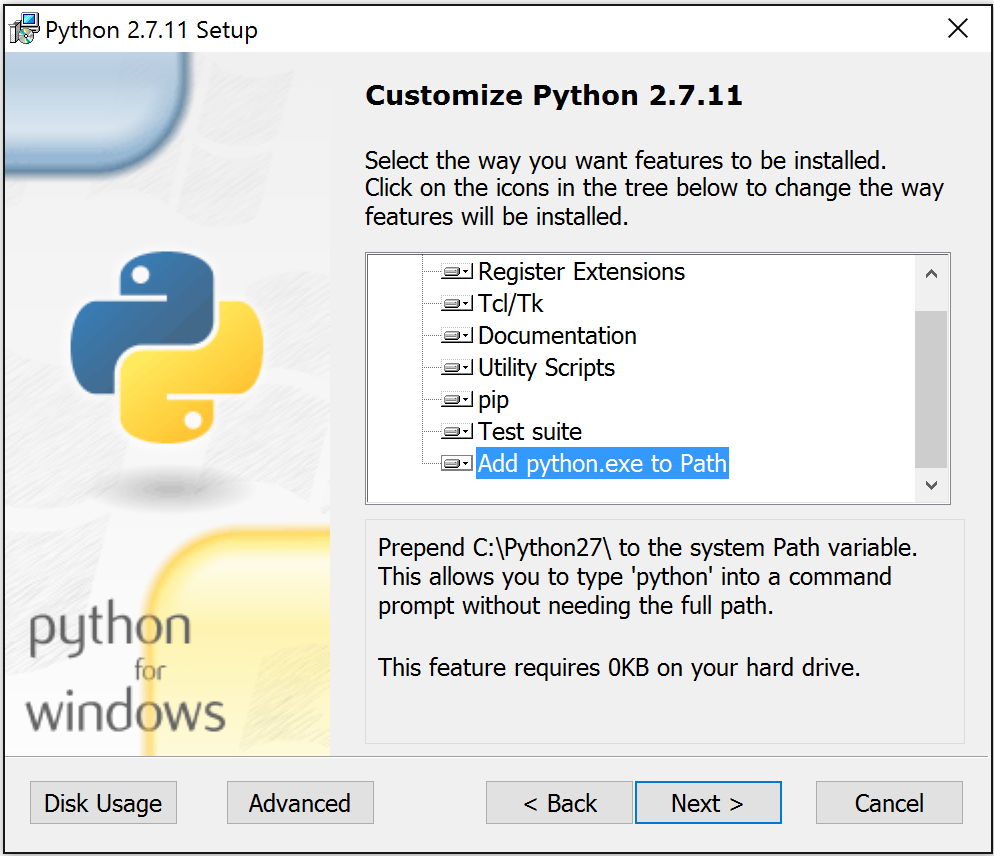 Python 2.7.11 Setup
Customize Python 2.7.11
Select the way you want features to be installed.
Click on the icons in the tree below to change the way
features will be installed.
Register Extensions
Tcl/Tk
Documentation
Utility Scripts
pip
Test suite
Add python.exe to Path
Prepend C:\Python27\ to the system Path variable.
This allows you to type 'python' into a command
prompt without needing the full path.
This feature requires 0KB on your hard drive.
python
for
windows
Disk Usage
Advanced
< Back
Next >
Cancel